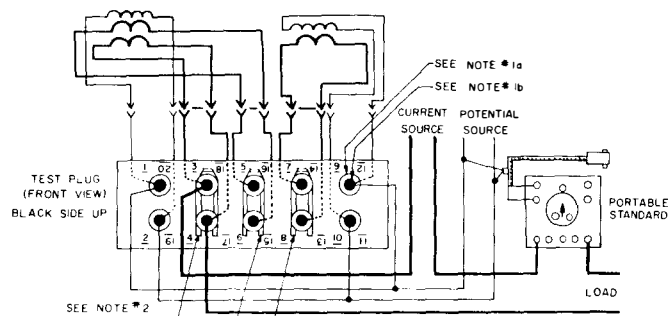 SEE NOTE #1a
SEE NOTE #1b
CURRENT SOURCE
POTENTIAL SOURCE
TEST PLUG
(FRONT VIEW)
BLACK SIDE UP
1 20 3 18 5 16 7 14 9 12
2 19 4 17 6 15 8 13 10 11
PORTABLE
STANDARD
LOAD
SEE NOTE #2